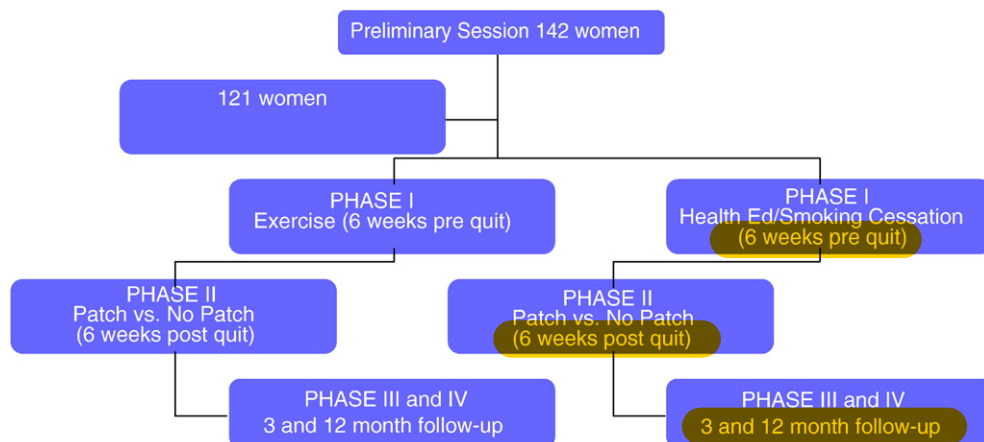 Preliminary Session 142 women
121 women
PHASE I
Exercise (6 weeks pre quit)
PHASE I
Health Ed/Smoking Cessation
(6 weeks pre quit)
PHASE II
Patch vs. No Patch
(6 weeks post quit)
PHASE II
Patch vs. No Patch
(6 weeks post quit)
PHASE III and IV
3 and 12 month follow-up
PHASE III and IV
3 and 12 month follow-up